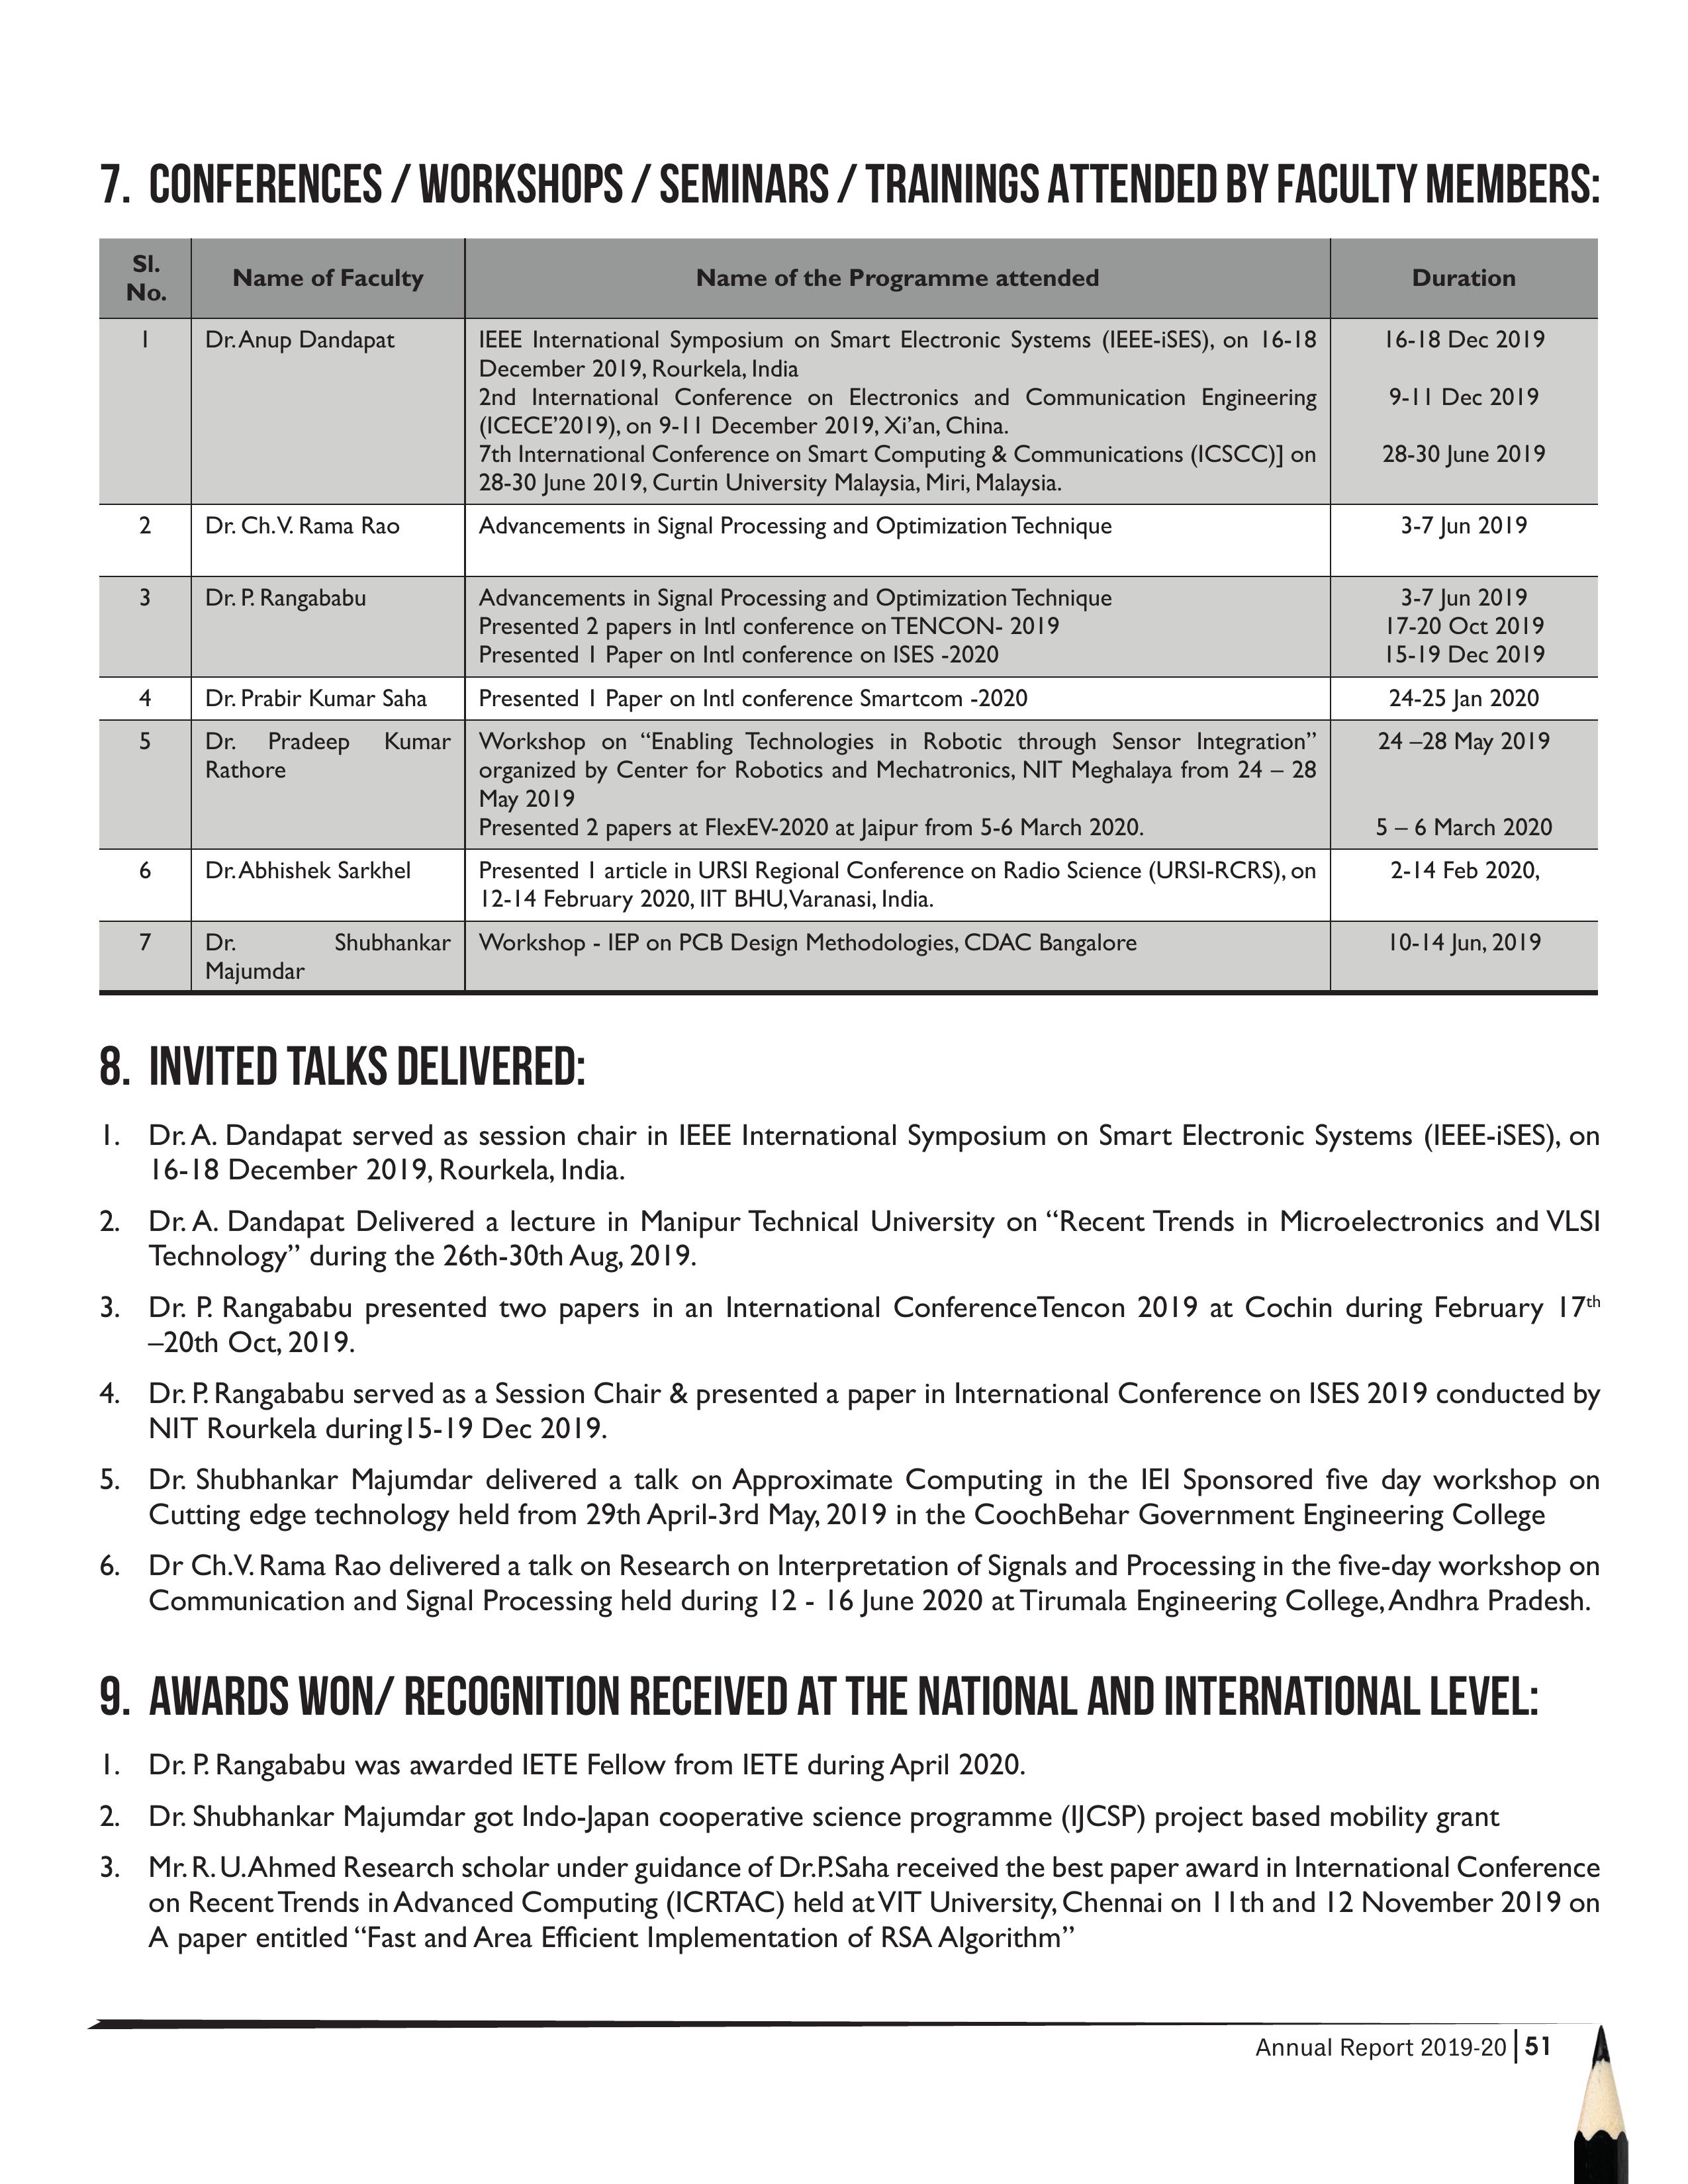 7. CONFERENCES / WORKSHOPS / SEMINARS / TRAININGS ATTENDED BY FACULTY MEMBERS:
Sl. No. Name of Faculty Name of the Programme attended Duration
1 Dr. Anup Dandapat IEEE International Symposium on Smart Electronic Systems (IEEE-iSES), on 16-18 16-18 Dec 2019
December 2019, Rourkela, India
2nd International Conference on Electronics and Communication Engineering 9-11 Dec 2019
(ICECE’2019), on 9-11 December 2019, Xi’an, China.
7th International Conference on Smart Computing & Communications (ICSCC)] on 28-30 June 2019
28-30 June 2019, Curtin University Malaysia, Miri, Malaysia.
2 Dr. Ch.V. Rama Rao Advancements in Signal Processing and Optimization Technique 3-7 Jun 2019
3 Dr. P. Rangababu Advancements in Signal Processing and Optimization Technique 3-7 Jun 2019
Presented 2 papers in Intl conference on TENCON- 2019 17-20 Oct 2019
Presented 1 Paper on Intl conference on ISES -2020 15-19 Dec 2019
4 Dr. Prabir Kumar Saha Presented 1 Paper on Intl conference Smartcom -2020 24-25 Jan 2020
5 Dr. Pradeep Kumar Workshop on “Enabling Technologies in Robotic through Sensor Integration” 24 –28 May 2019
Rathore organized by Center for Robotics and Mechatronics, NIT Meghalaya from 24 – 28
May 2019
Presented 2 papers at FlexEV-2020 at Jaipur from 5-6 March 2020. 5 – 6 March 2020
6 Dr. Abhishek Sarkhel Presented 1 article in URSI Regional Conference on Radio Science (URSI-RCRS), on 2-14 Feb 2020,
12-14 February 2020, IIT BHU, Varanasi, India.
7 Dr. Shubhankar Workshop - IEP on PCB Design Methodologies, CDAC Bangalore 10-14 Jun, 2019
Majumdar
8. INVITED TALKS DELIVERED:
1. Dr. A. Dandapat served as session chair in IEEE International Symposium on Smart Electronic Systems (IEEE-iSES), on
16-18 December 2019, Rourkela, India.
2. Dr. A. Dandapat Delivered a lecture in Manipur Technical University on “Recent Trends in Microelectronics and VLSI
Technology” during the 26th-30th Aug, 2019.
3. Dr. P. Rangababu presented two papers in an International ConferenceTencon 2019 at Cochin during February 17th
–20th Oct, 2019.
4. Dr. P. Rangababu served as a Session Chair & presented a paper in International Conference on ISES 2019 conducted by
NIT Rourkela during15-19 Dec 2019.
5. Dr. Shubhankar Majumdar delivered a talk on Approximate Computing in the IEI Sponsored five day workshop on
Cutting edge technology held from 29th April-3rd May, 2019 in the CoochBehar Government Engineering College
6. Dr Ch.V. Rama Rao delivered a talk on Research on Interpretation of Signals and Processing in the five-day workshop on
Communication and Signal Processing held during 12 - 16 June 2020 at Tirumala Engineering College, Andhra Pradesh.
9. AWARDS WON/ RECOGNITION RECEIVED AT THE NATIONAL AND INTERNATIONAL LEVEL:
1. Dr. P. Rangababu was awarded IETE Fellow from IETE during April 2020.
2. Dr. Shubhankar Majumdar got Indo-Japan cooperative science programme (IJCSP) project based mobility grant
3. Mr. R. U.Ahmed Research scholar under guidance of Dr.P.Saha received the best paper award in International Conference
on Recent Trends in Advanced Computing (ICRTAC) held at VIT University, Chennai on 11th and 12 November 2019 on
A paper entitled “Fast and Area Efficient Implementation of RSA Algorithm”
Annual Report 2019-20 | 51